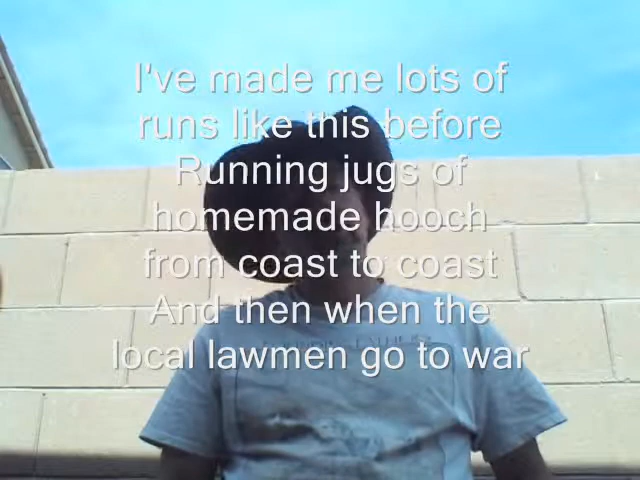 I've made me lots of
runs like this before
Running jugs of
homemade hooch
from coast to coast
And then when the
local lawmen go to war